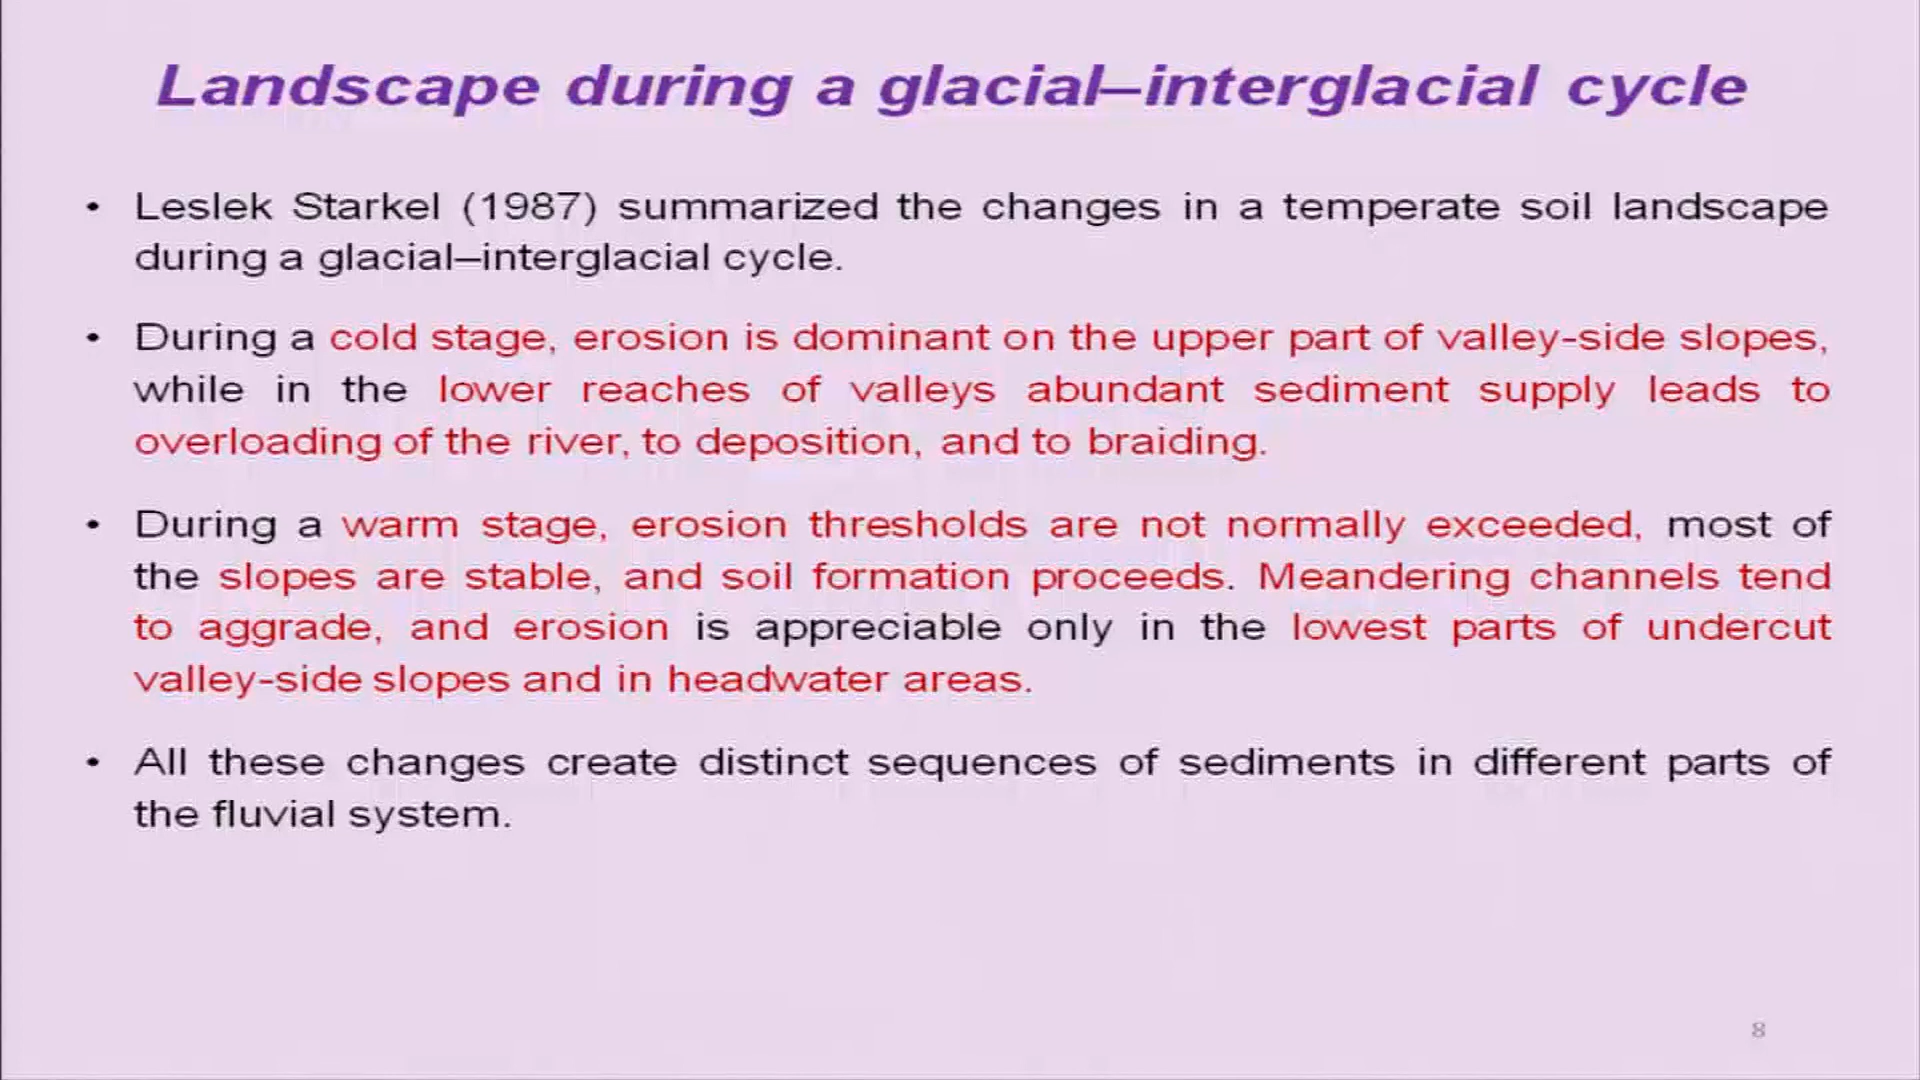 Landscape during a glacial–interglacial cycle
• Leslek Starkel (1987) summarized the changes in a temperate soil landscape
during a glacial–interglacial cycle.
• During a cold stage, erosion is dominant on the upper part of valley-side slopes,
while in the lower reaches of valleys abundant sediment supply leads to
overloading of the river, to deposition, and to braiding.
• During a warm stage, erosion thresholds are not normally exceeded, most of
the slopes are stable, and soil formation proceeds. Meandering channels tend
to aggrade, and erosion is appreciable only in the lowest parts of undercut
valley-side slopes and in headwater areas.
• All these changes create distinct sequences of sediments in different parts of
the fluvial system.
8